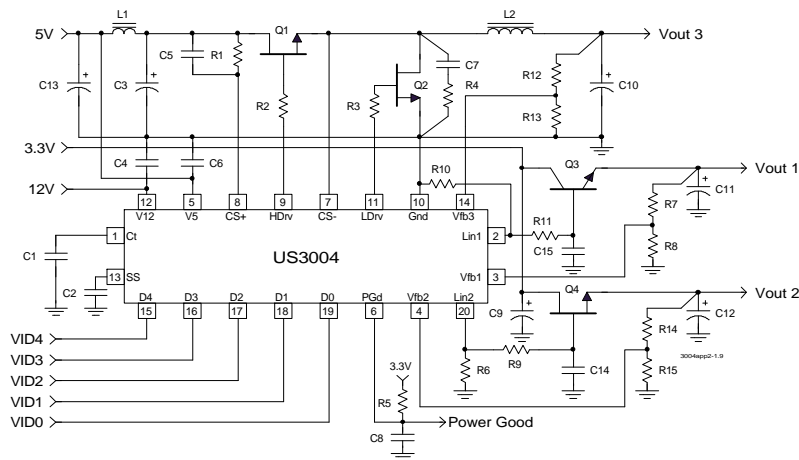 L1
Q1
L2
5V
Vout 3
C5
R1
C7
R12
C13
C3
R2
R3
Q2
R4
C10
R13
3.3V
C4
C6
R10
Q3
12V
Vout 1
12
5
8
9
7
11
10
14
V12
V5
CS+
HDrv
CS-
LDrv
Gnd
Vfb3
R7
C11
1
Ct
Lin1
2
R11
R8
C1
US3004
C15
13
SS
Vfb1
3
C2
Q4
D4
D3
D2
D1
D0
PGd
Vfb2
Lin2
Vout 2
15
16
17
18
19
6
4
20
C9
R14
C12
VID4
R9
3004app2-1.9
VID3
3.3V
R6
C14
R15
VID2
R5
VID1
VID0
Power Good
C8